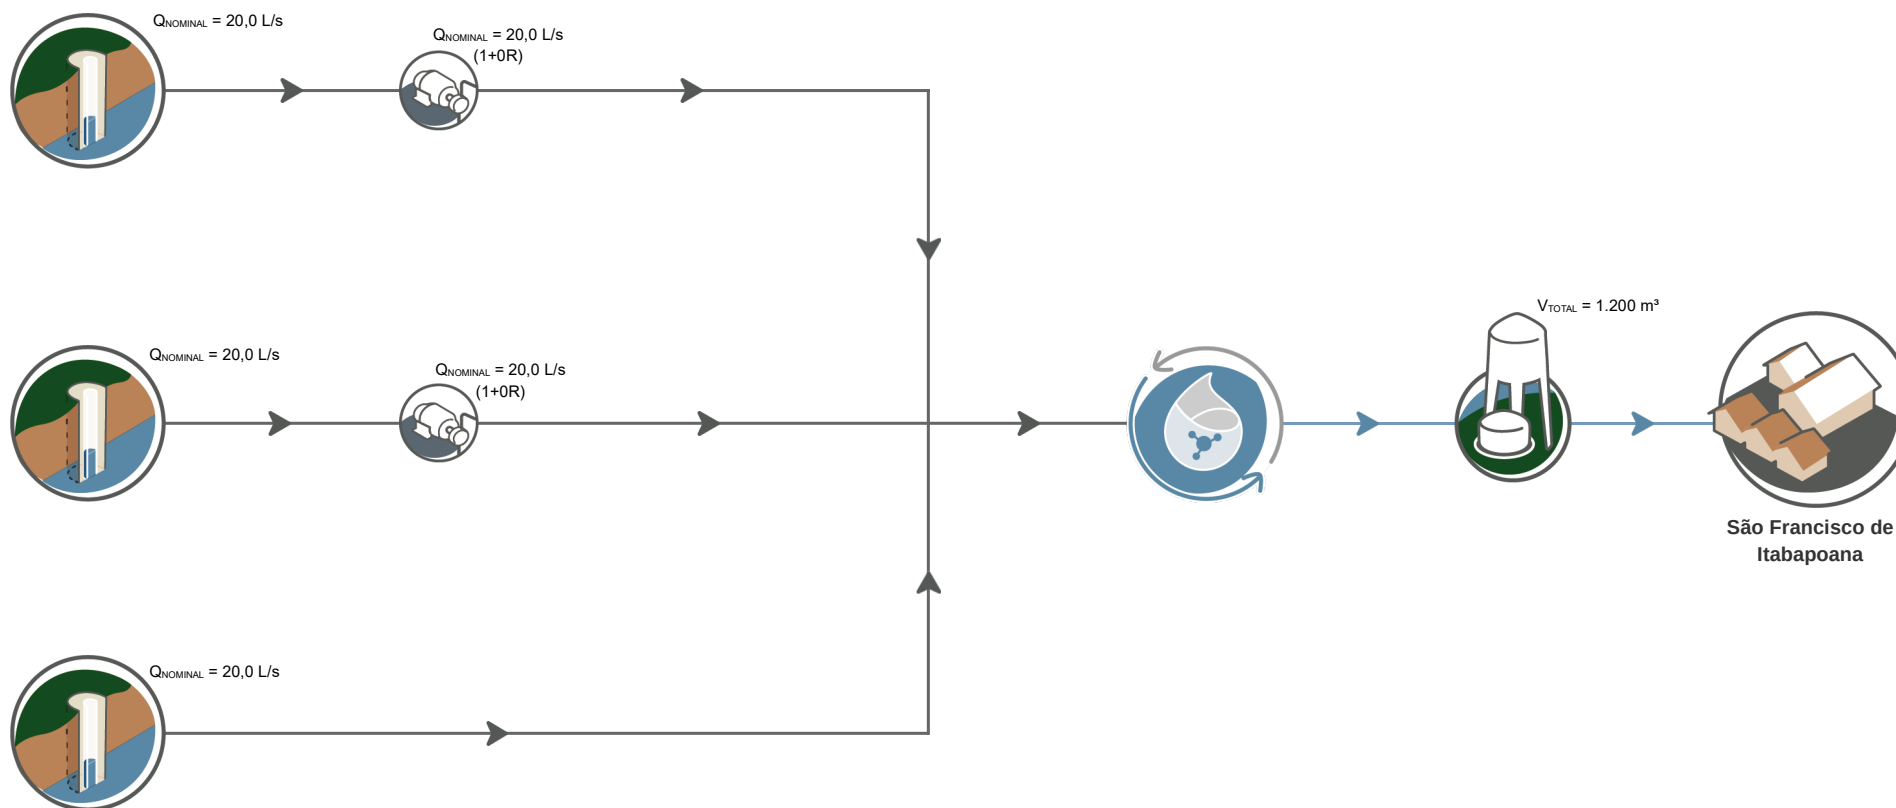 QNOMINAL = 20,0 L/s
QNOMINAL = 20,0 L/s
(1+0R)
VTOTAL = 1.200 m³
QNOMINAL = 20,0 L/s
QNOMINAL = 20,0 L/s
(1+0R)
São Francisco de
Itabapoana
QNOMINAL = 20,0 L/s